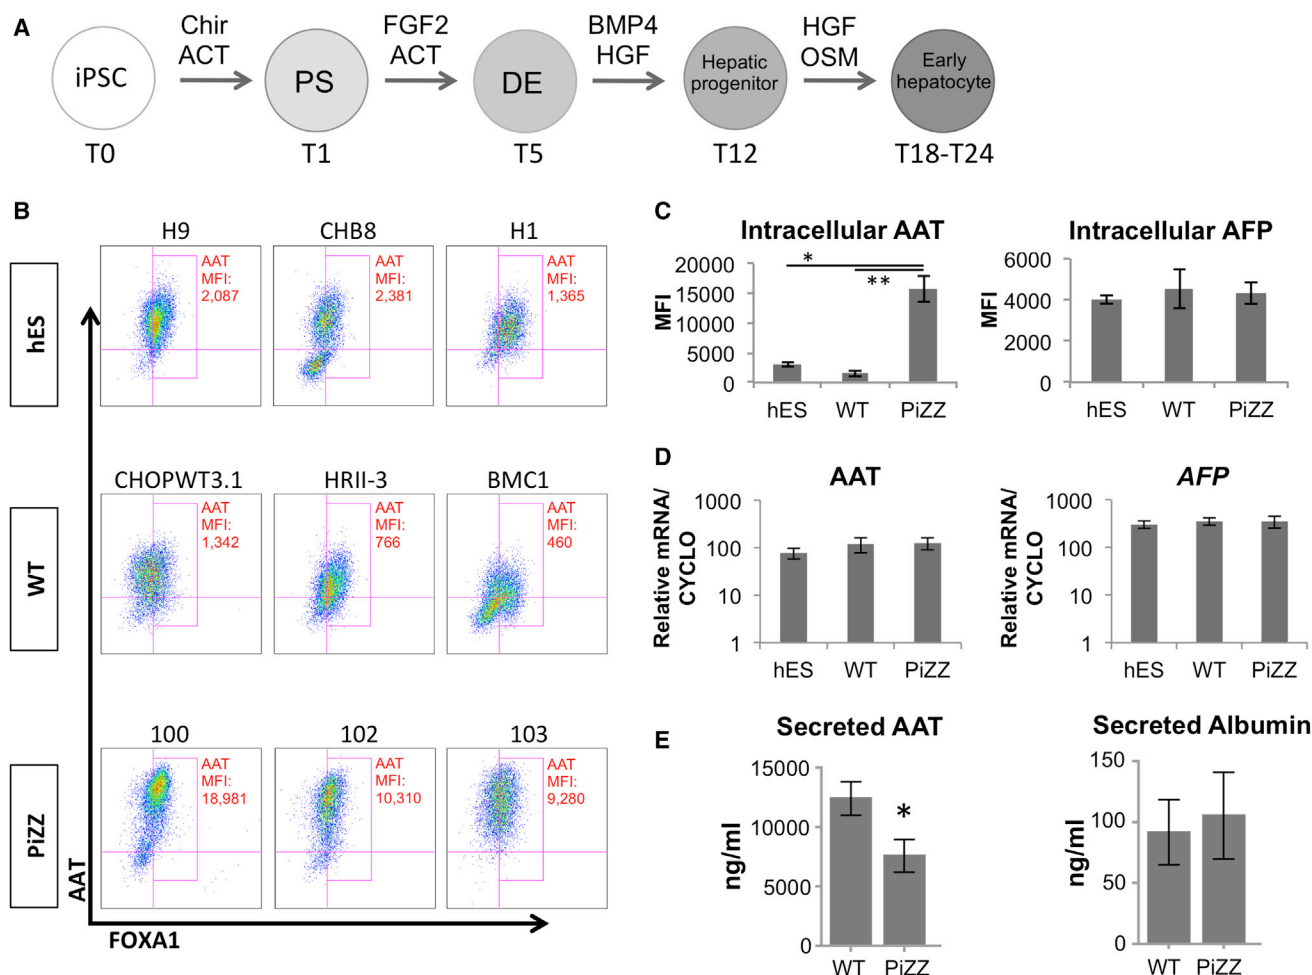 A
Chir
ACT
FGF2
ACT
BMP4
HGF
HGF
OSM
iPSC
PS
DE
Hepatic
progenitor
Early
hepatocyte
T0
T1
T5
T12
T18-T24
B
H9
CHB8
H1
hES
AAT
MFI:
2,087
AAT
MFI:
2,381
AAT
MFI:
1,365
CHOPWT3.1
HRII-3
BMC1
WT
AAT
MFI:
1,342
AAT
MFI:
766
AAT
MFI:
460
100
102
103
PiZZ
AAT
MFI:
18,981
AAT
MFI:
10,310
AAT
MFI:
9,280
AAT
FOXA1
C
Intracellular AAT
MFI
20000
15000
10000
5000
0
*
**
hES
WT
PiZZ
Intracellular AFP
MFI
6000
4000
2000
0
hES
WT
PiZZ
D
AAT
Relative mRNA/
CYCLO
1000
100
10
1
hES
WT
PiZZ
AFP
Relative mRNA/
CYCLO
1000
100
10
1
hES
WT
PiZZ
E
Secreted AAT
ng/ml
15000
10000
5000
0
*
WT
PiZZ
Secreted Albumin
ng/ml
150
100
50
0
WT
PiZZ